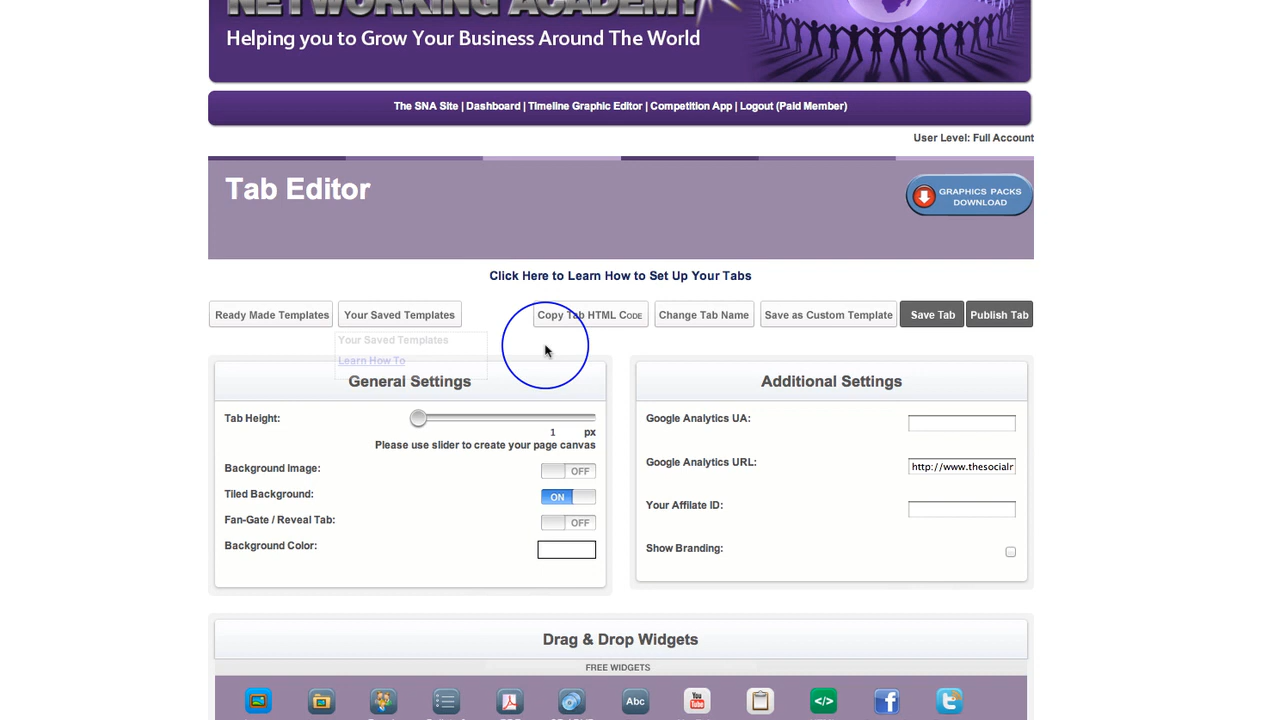 NETWORKING ACADEMY
Helping you to Grow Your Business Around The World
The SNA Site | Dashboard | Timeline Graphic Editor | Competition App | Logout (Paid Member)
User Level: Full Account
Tab Editor
GRAPHICS PACKS
DOWNLOAD
Click Here to Learn How to Set Up Your Tabs
Ready Made Templates
Your Saved Templates
Copy Tab HTML Code
Change Tab Name
Save as Custom Template
Save Tab
Publish Tab
Your Saved Templates
Learn How To
General Settings
Tab Height:
1 px
Please use slider to create your page canvas
Background Image:
OFF
Tiled Background:
ON
Fan-Gate / Reveal Tab:
OFF
Background Color:
Additional Settings
Google Analytics UA:
Google Analytics URL:
http://www.thesocialr
Your Affilate ID:
Show Branding:
Drag & Drop Widgets
FREE WIDGETS
Abc
You
</>